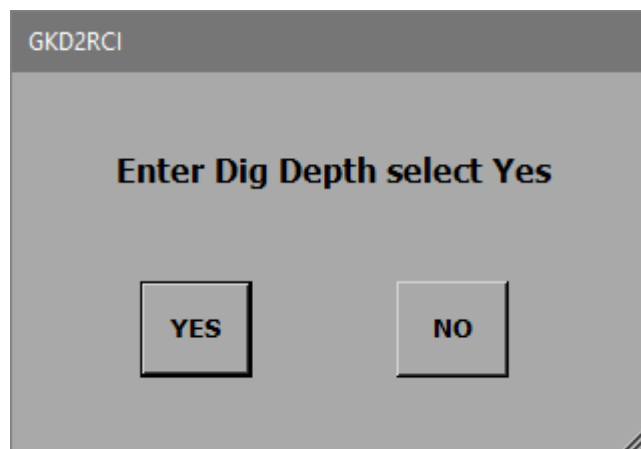 GKD2RCI
Enter Dig Depth select Yes
YES NO